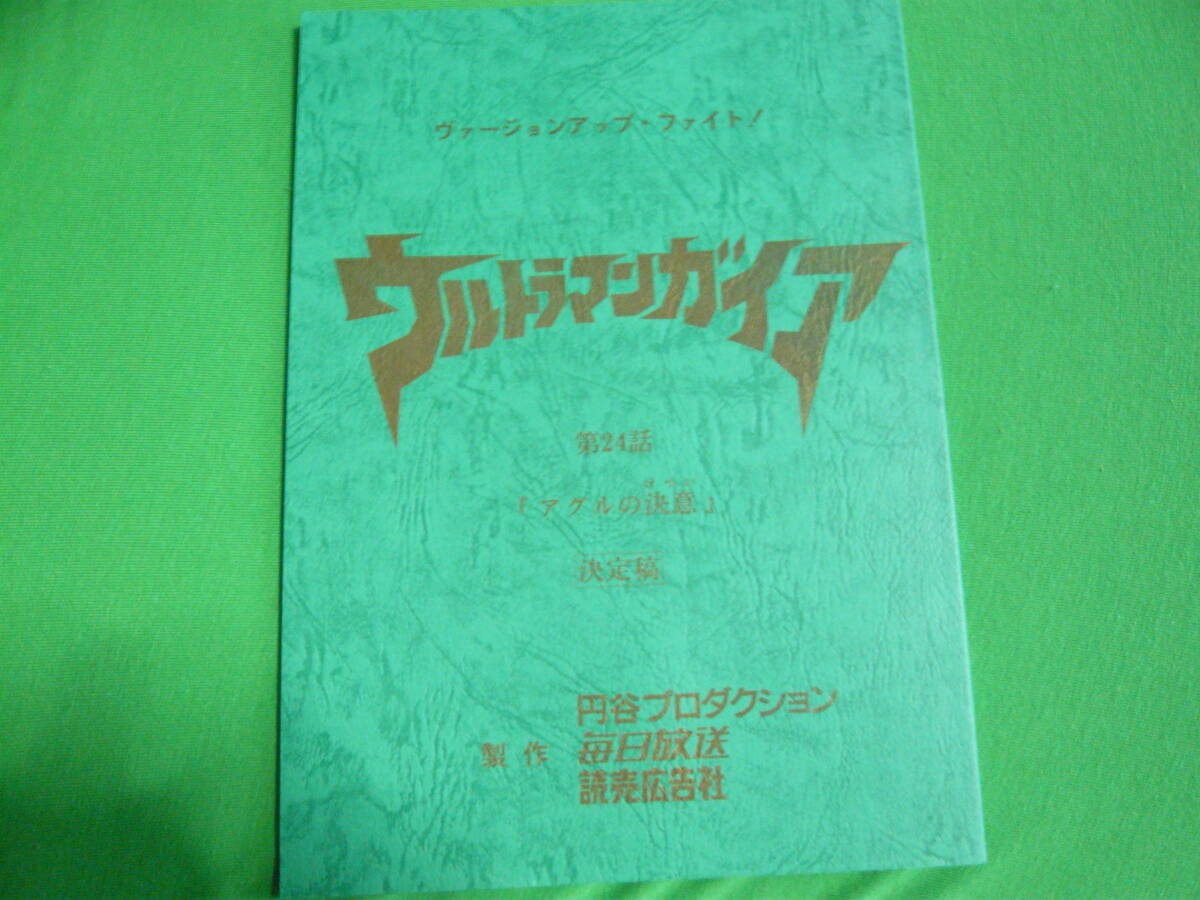 ヴァージョンアップ・ファイト!
ウルトラマンガイア
第24話
『アグルの決意』
決定稿
円谷プロダクション
製作 毎日放送
読売広告社